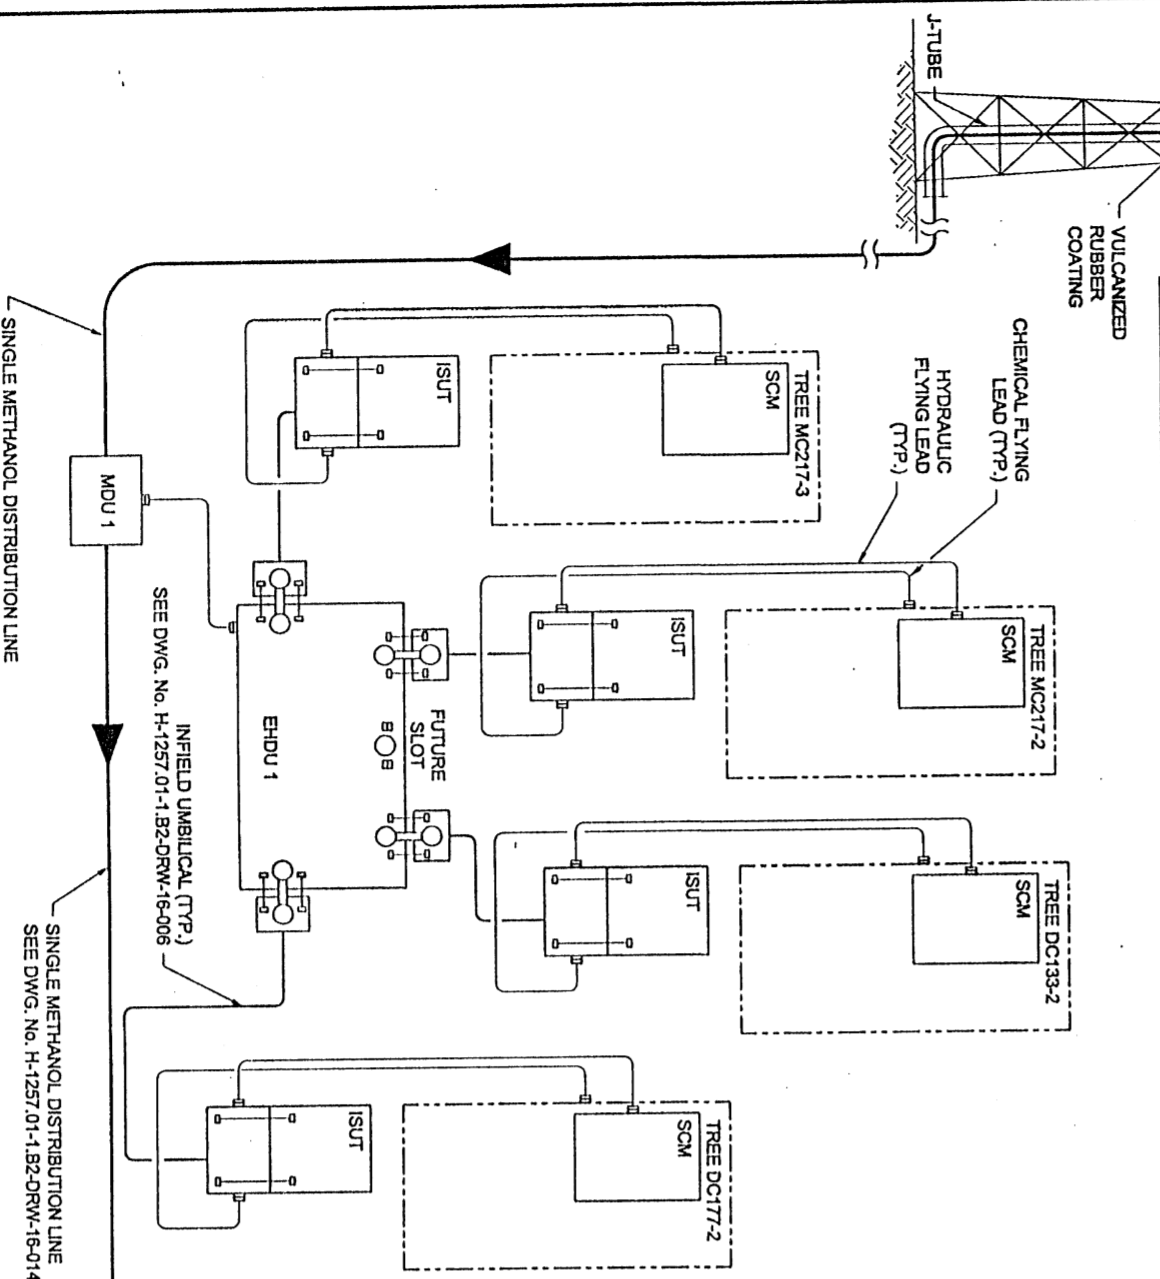 J-TUBE
VULCANIZED
RUBBER
COATING
CHEMICAL FLYING
LEAD (TYP.)
HYDRAULIC
FLYING LEAD
(TYP.)
TREE MC217-3
SCM
ISUT
TREE MC217-2
SCM
ISUT
TREE DC133-2
SCM
ISUT
TREE DC177-2
SCM
ISUT
FUTURE
SLOT
EHDU 1
MDU 1
INFIELD UMBILICAL (TYP.)
SEE DWG. No. H-1257.01-1.B2-DRW-16-006
SINGLE METHANOL DISTRIBUTION LINE
SINGLE METHANOL DISTRIBUTION LINE
SEE DWG. No. H-1257.01-1.B2-DRW-16-014